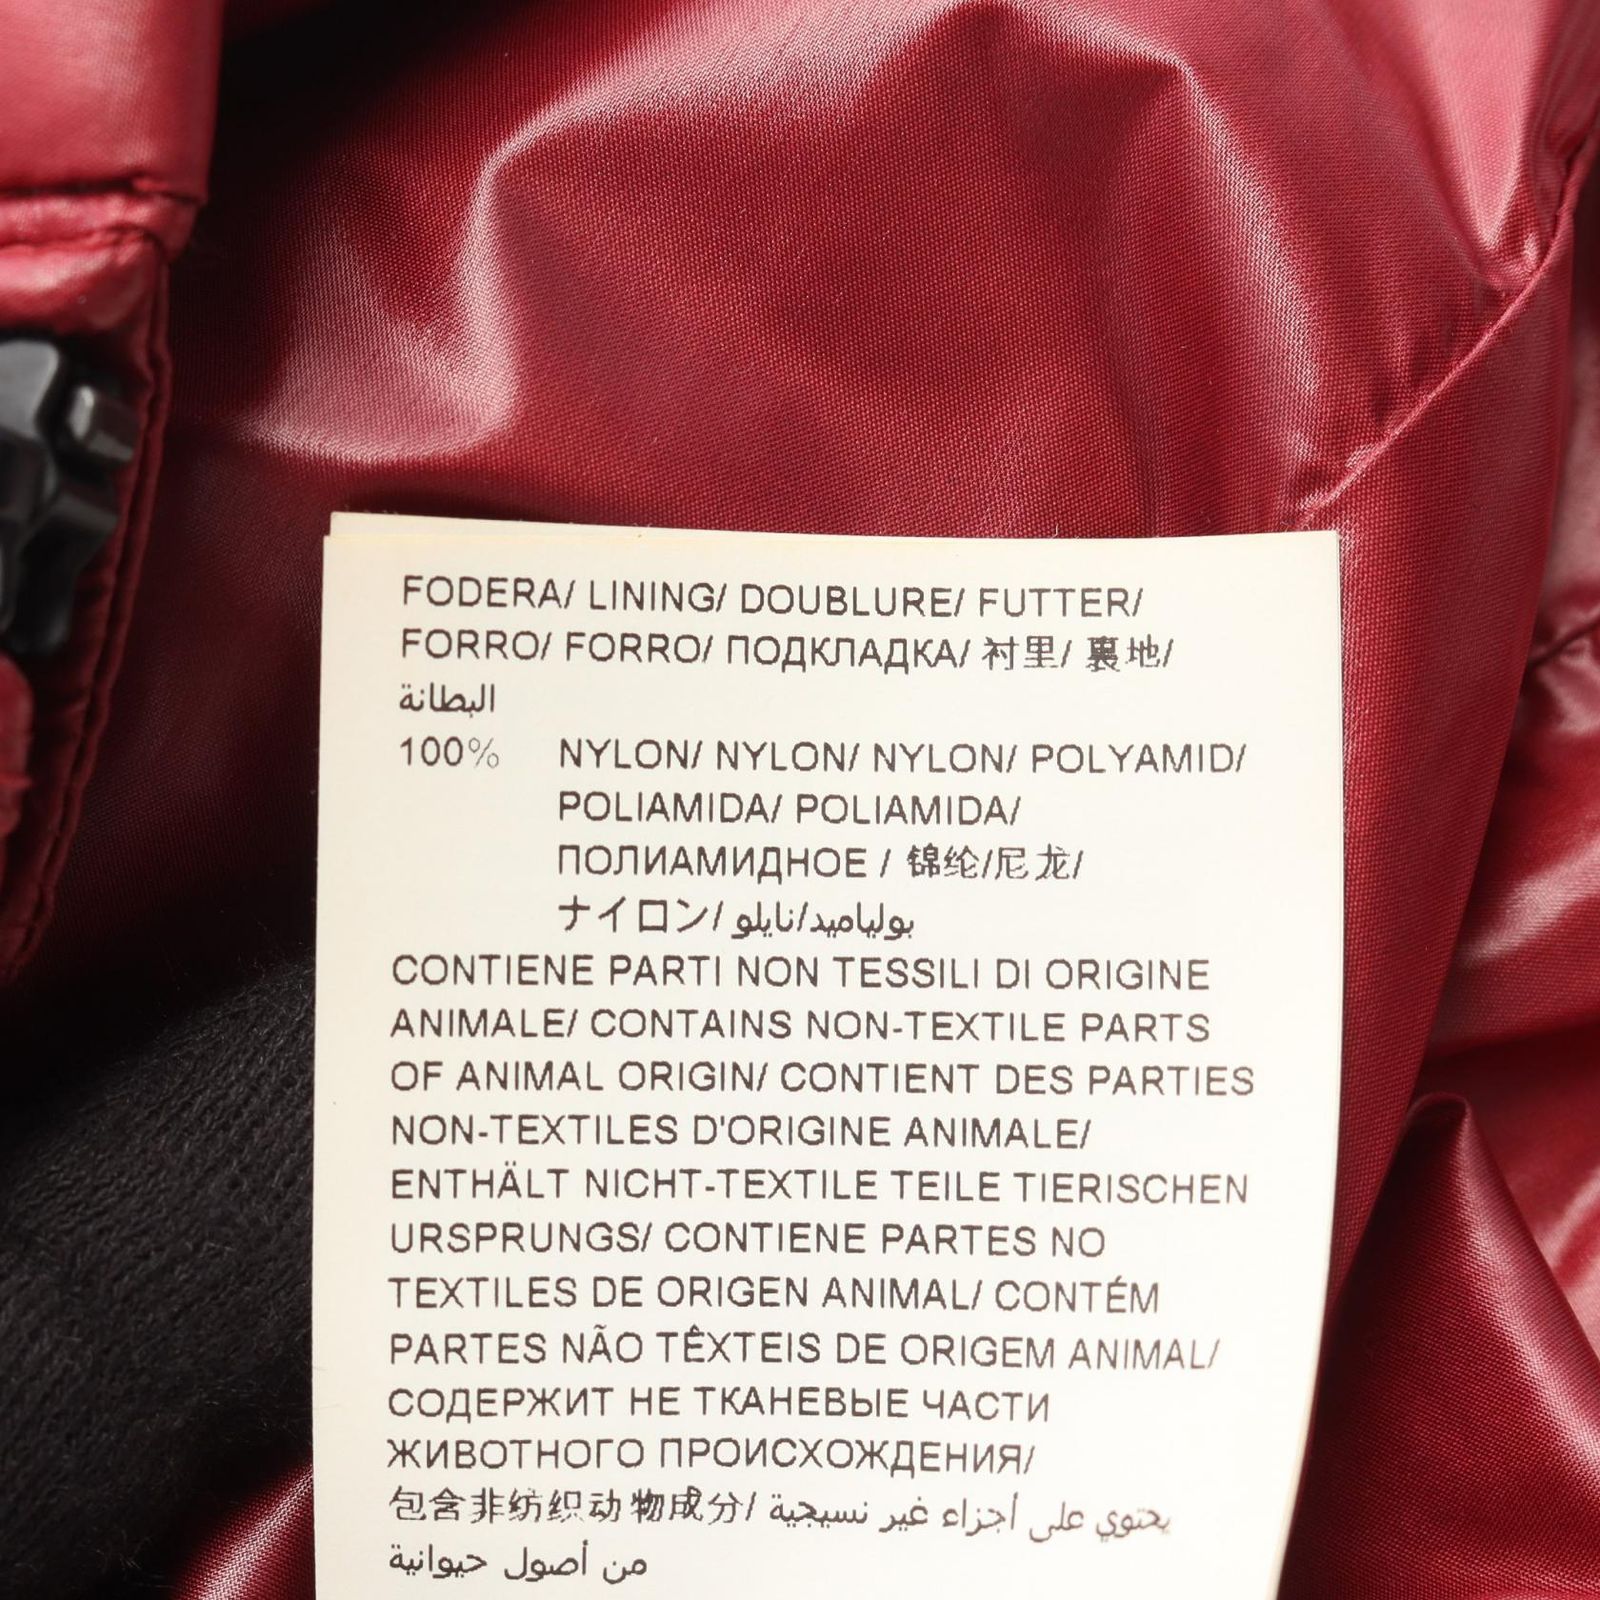 FODERA/ LINING/ DOUBLURE/ FUTTER/
FORRO/ FORRO/ ПОДКЛАДКА/ 衬里/ 裏地/
البطانة
100% NYLON/ NYLON/ NYLON/ POLYAMID/
POLIAMIDA/ POLIAMIDA/
ПОЛИАМИДНОЕ / 锦纶/尼龙/
ナイロン/ بولياميد/نايلو
CONTIENE PARTI NON TESSILI DI ORIGINE
ANIMALE/ CONTAINS NON-TEXTILE PARTS
OF ANIMAL ORIGIN/ CONTIENT DES PARTIES
NON-TEXTILES D'ORIGINE ANIMALE/
ENTHÄLT NICHT-TEXTILE TEILE TIERISCHEN
URSPRUNGS/ CONTIENE PARTES NO
TEXTILES DE ORIGEN ANIMAL/ CONTÉM
PARTES NÃO TÊXTEIS DE ORIGEM ANIMAL/
СОДЕРЖИТ НЕ ТКАНЕВЫЕ ЧАСТИ
ЖИВОТНОГО ПРОИСХОЖДЕНИЯ/
包含非纺织动物成分/ يحتوي على أجزاء غير نسيجية
من أصول حيوانية